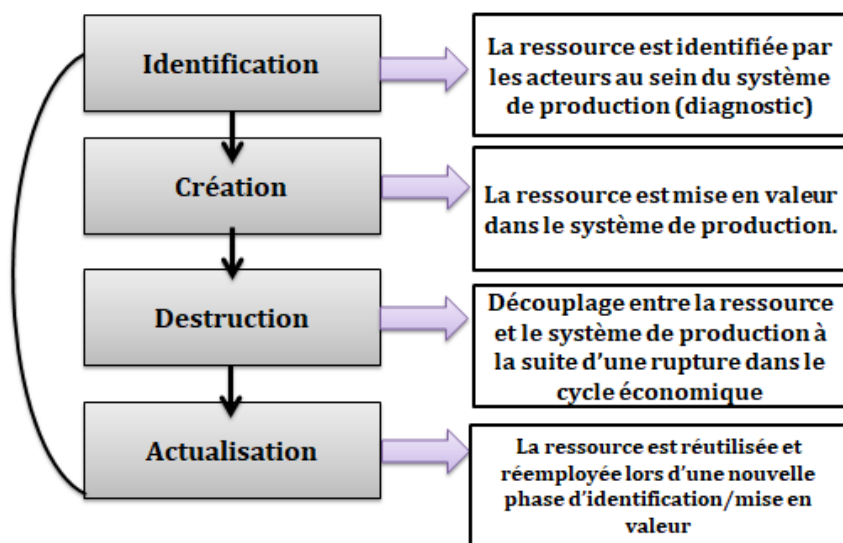 Identification
La ressource est identifiée par
les acteurs au sein du système
de production (diagnostic)
Création
La ressource est mise en valeur
dans le système de production.
Destruction
Découplage entre la ressource
et le système de production à
la suite d'une rupture dans le
cycle économique
Actualisation
La ressource est réutilisée et
réemployée lors d'une nouvelle
phase d'identification/mise en
valeur